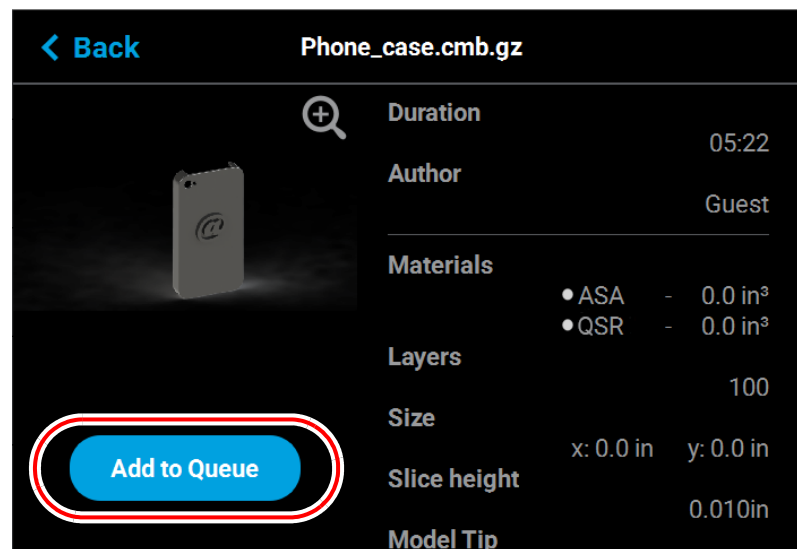 Back
Phone_case.cmb.gz
Duration
05:22
Author
Guest
Materials
ASA - 0.0 in³
QSR - 0.0 in³
Layers
100
Size
x: 0.0 in y: 0.0 in
Slice height
0.010in
Model Tip
@
Add to Queue